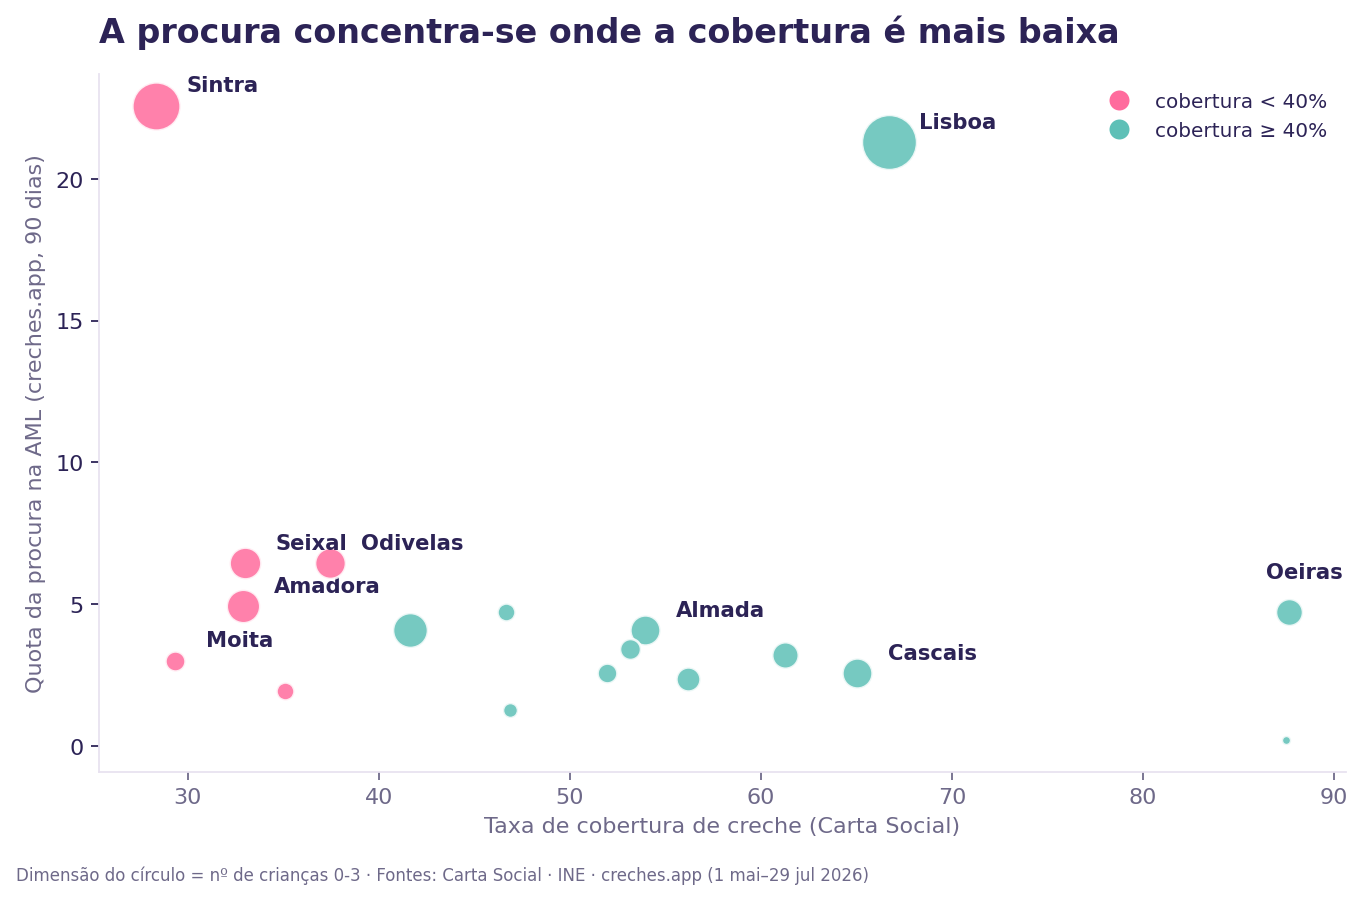 A procura concentra-se onde a cobertura é mais baixa
Sintra
Lisboa
cobertura < 40%
cobertura ≥ 40%
Quota da procura na AML (creches.app, 90 dias)
20
15
10
5
0
Seixal
Odivelas
Amadora
Moita
Almada
Cascais
Oeiras
30
40
50
60
70
80
90
Taxa de cobertura de creche (Carta Social)
Dimensão do círculo = nº de crianças 0-3 · Fontes: Carta Social · INE · creches.app (1 mai–29 jul 2026)